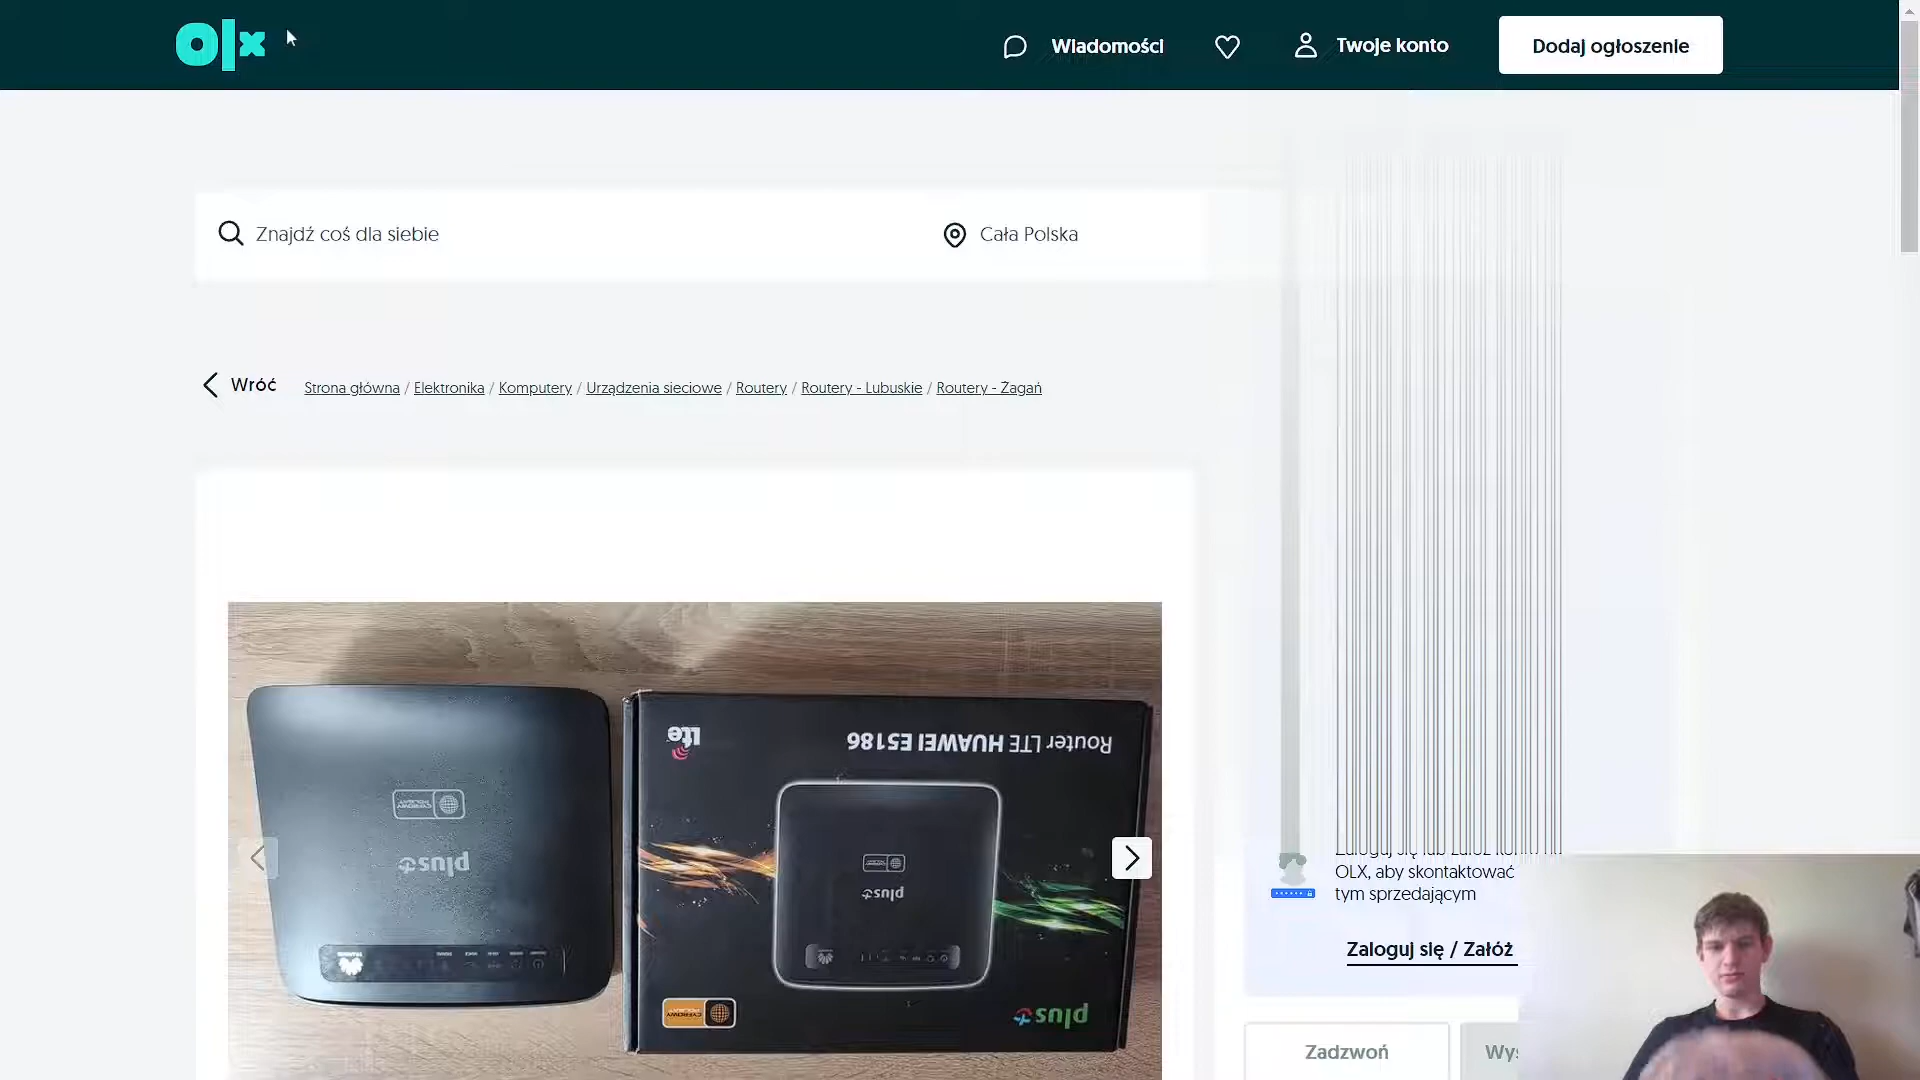 olx
Wiadomości
Twoje konto
Dodaj ogłoszenie
Znajdź coś dla siebie
Cała Polska
Wróć
Strona główna / Elektronika / Komputery / Urządzenia sieciowe / Routery / Routery - Lubuskie / Routery - Żagań
Router LTE HUAWEI E5186
lte
plus
plus
plus
OLX, aby skontaktować
tym sprzedającym
Zaloguj się / Załóż
Zadzwoń